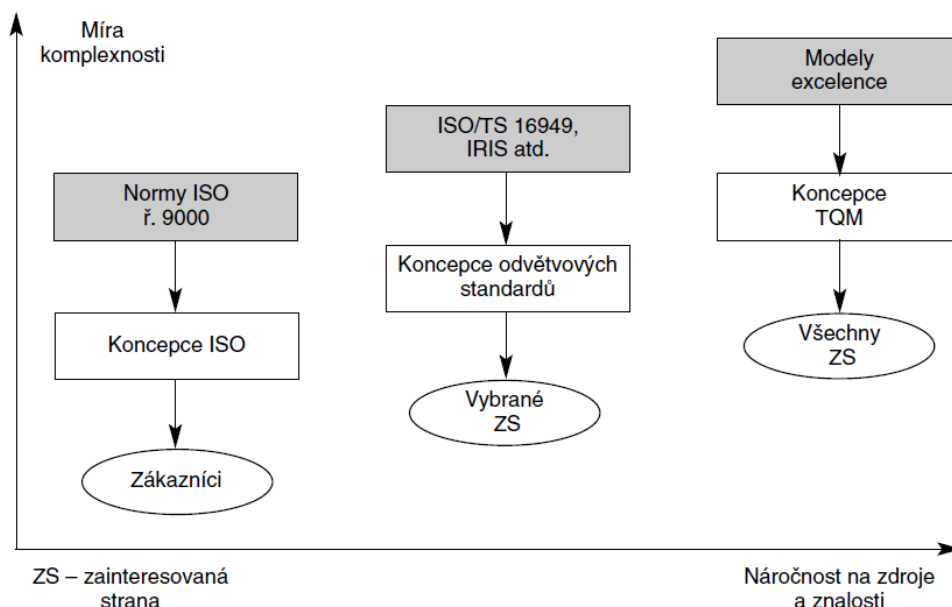 Míra
komplexnosti
Modely
excelence
ISO/TS 16949,
IRIS atd.
Normy ISO
ř. 9000
Koncepce
TQM
Koncepce odvětvových
standardů
Koncepce ISO
Všechny
ZS
Vybrané
ZS
Zákazníci
ZS – zainteresovaná
strana
Náročnost na zdroje
a znalosti